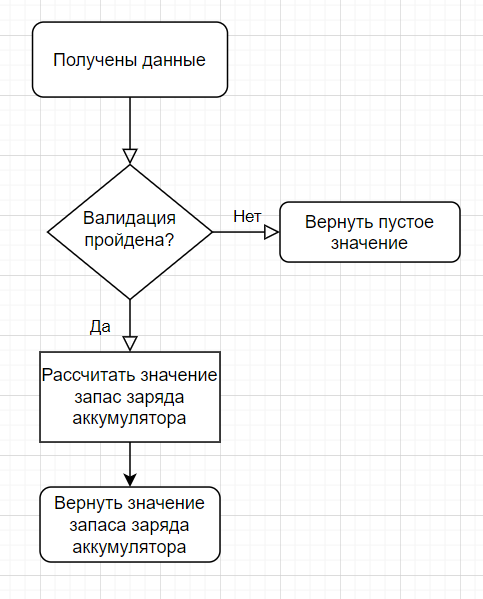 Получены данные
Валидация
пройдена?
Нет
Вернуть пустое
значение
Да
Рассчитать значение
запас заряда
аккумулятора
Вернуть значение
запаса заряда
аккумулятора